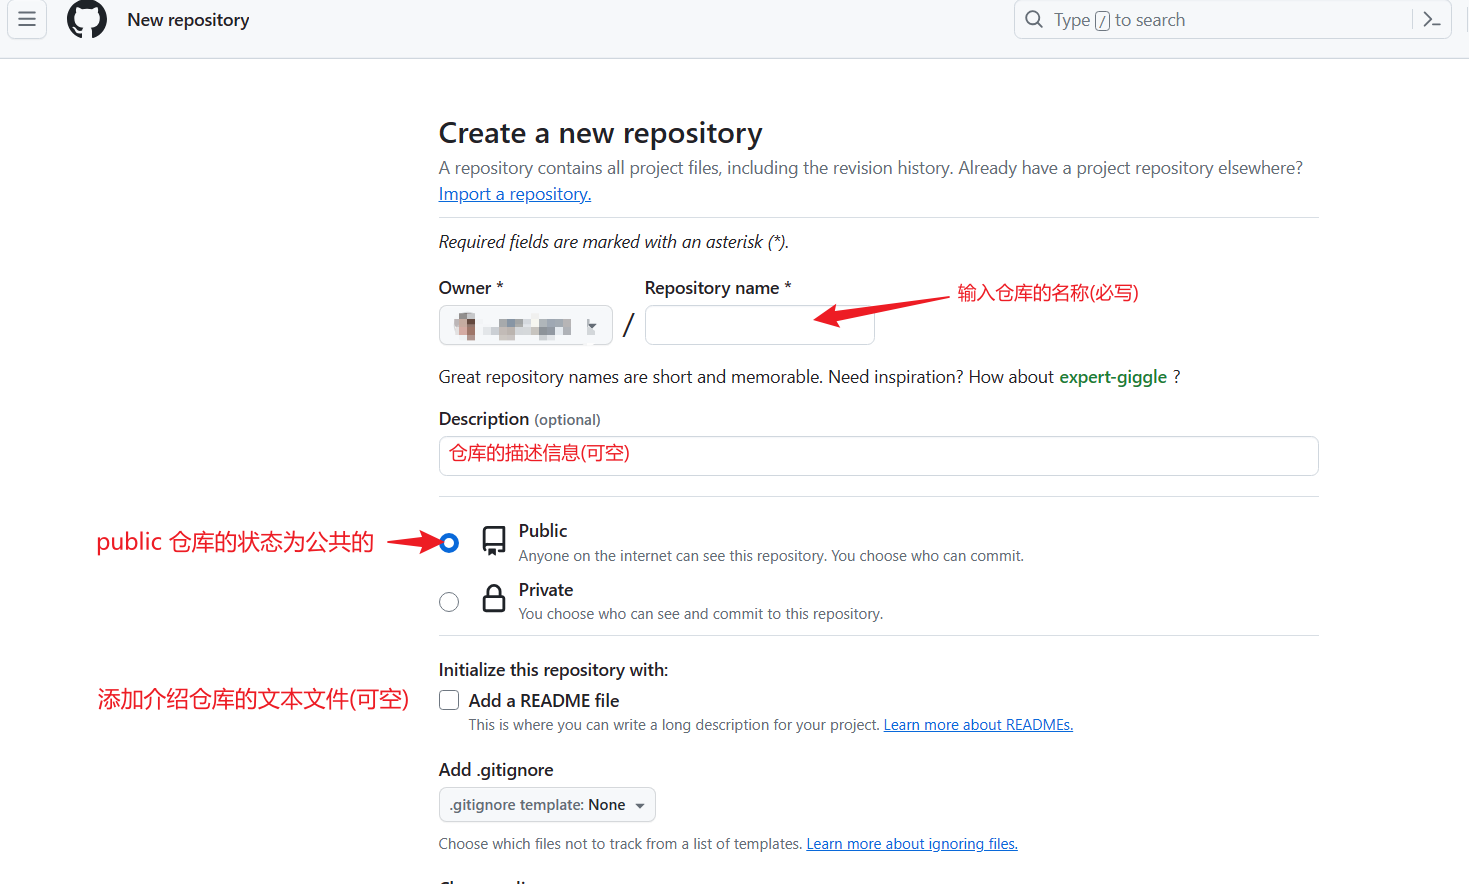 New repository
Type / to search
Create a new repository
A repository contains all project files, including the revision history. Already have a project repository elsewhere?
Import a repository.
Required fields are marked with an asterisk (*).
Owner *
Repository name *
输入仓库的名称(必写)
/
Great repository names are short and memorable. Need inspiration? How about expert-giggle ?
Description (optional)
仓库的描述信息(可空)
public 仓库的状态为公共的
Public
Anyone on the internet can see this repository. You choose who can commit.
Private
You choose who can see and commit to this repository.
Initialize this repository with:
添加介绍仓库的文本文件(可空)
Add a README file
This is where you can write a long description for your project. Learn more about READMEs.
Add .gitignore
.gitignore template: None
Choose which files not to track from a list of templates. Learn more about ignoring files.